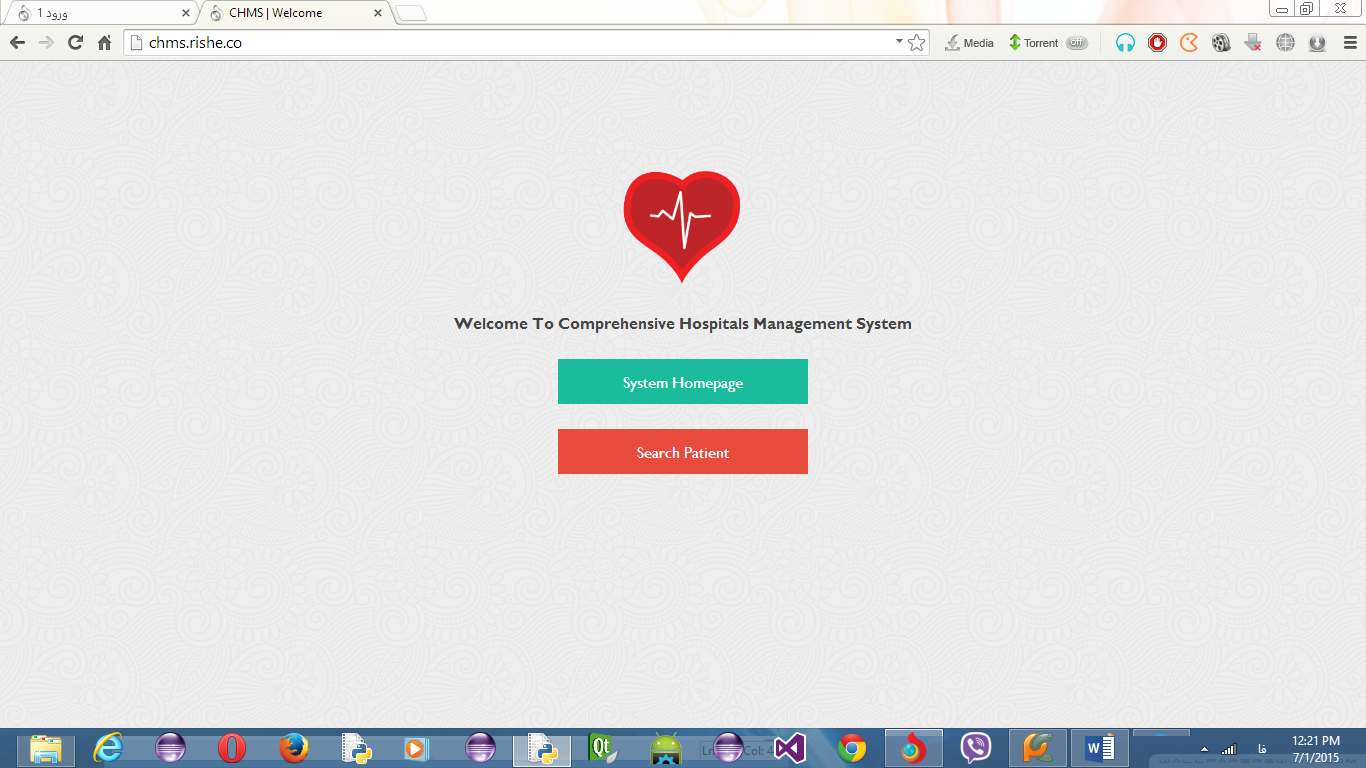 ورود 1
CHMS | Welcome
chms.rishe.co
Media
Torrent
Off
Welcome To Comprehensive Hospitals Management System
System Homepage
Search Patient
Qt
فا
12:21 PM
7/1/2015